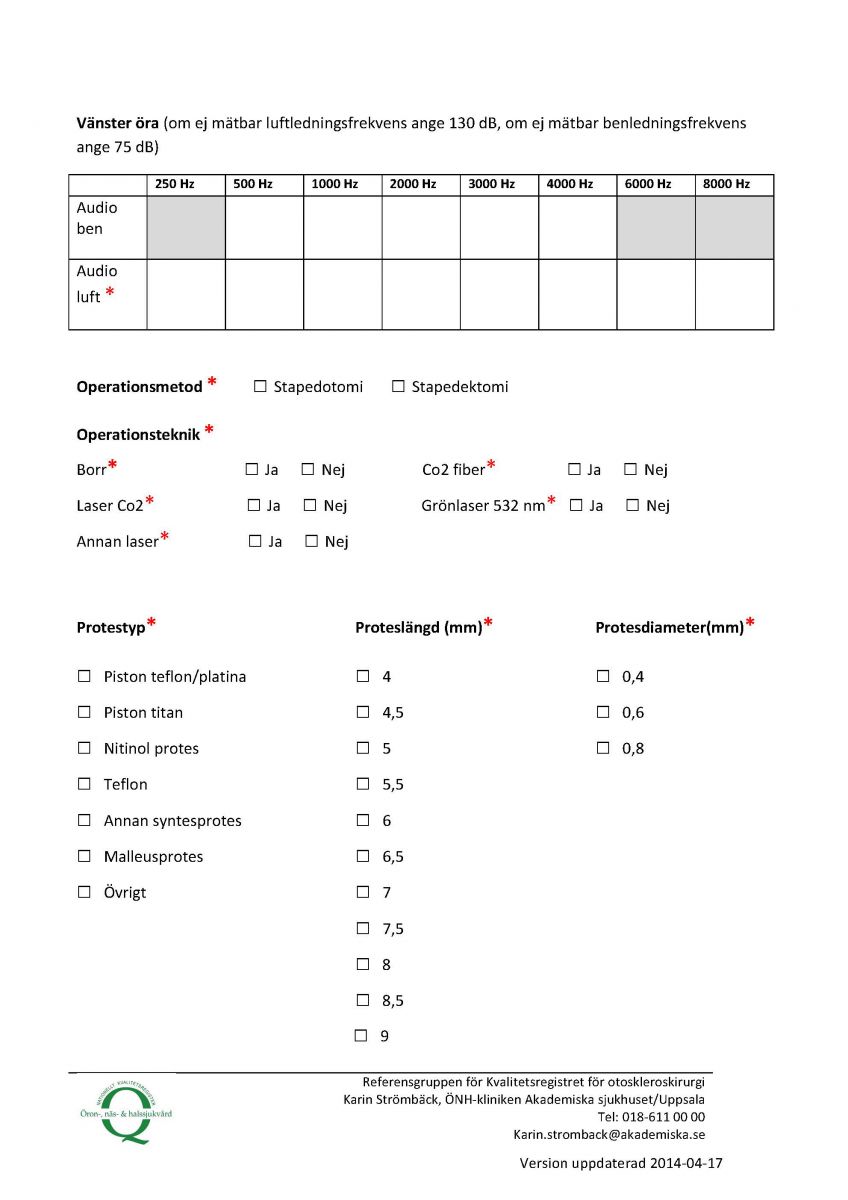 Vänster öra (om ej mätbar luftledningsfrekvens ange 130 dB, om ej mätbar benledningsfrekvens
ange 75 dB)
250 Hz 500 Hz 1000 Hz 2000 Hz 3000 Hz 4000 Hz 6000 Hz 8000 Hz
Audio
ben
Audio
luft *
Operationsmetod * ☐ Stapedotomi ☐ Stapedektomi
Operationsteknik *
Borr* ☐ Ja ☐ Nej Co2 fiber* ☐ Ja ☐ Nej
Laser Co2* ☐ Ja ☐ Nej Grönlaser 532 nm* ☐ Ja ☐ Nej
Annan laser* ☐ Ja ☐ Nej
Protestyp* Proteslängd (mm)* Protesdiameter(mm)*
☐ Piston teflon/platina ☐ 4 ☐ 0,4
☐ Piston titan ☐ 4,5 ☐ 0,6
☐ Nitinol protes ☐ 5 ☐ 0,8
☐ Teflon ☐ 5,5
☐ Annan syntesprotes ☐ 6
☐ Malleusprotes ☐ 6,5
☐ Övrigt ☐ 7
☐ 7,5
☐ 8
☐ 8,5
☐ 9
NATIONELLT KVALITETSREGISTER
Öron-, näs- & halssjukvård
Referensgruppen för Kvalitetsregistret för otoskleroskirurgi
Karin Strömbäck, ÖNH-kliniken Akademiska sjukhuset/Uppsala
Tel: 018-611 00 00
Karin.stromback@akademiska.se
Version uppdaterad 2014-04-17